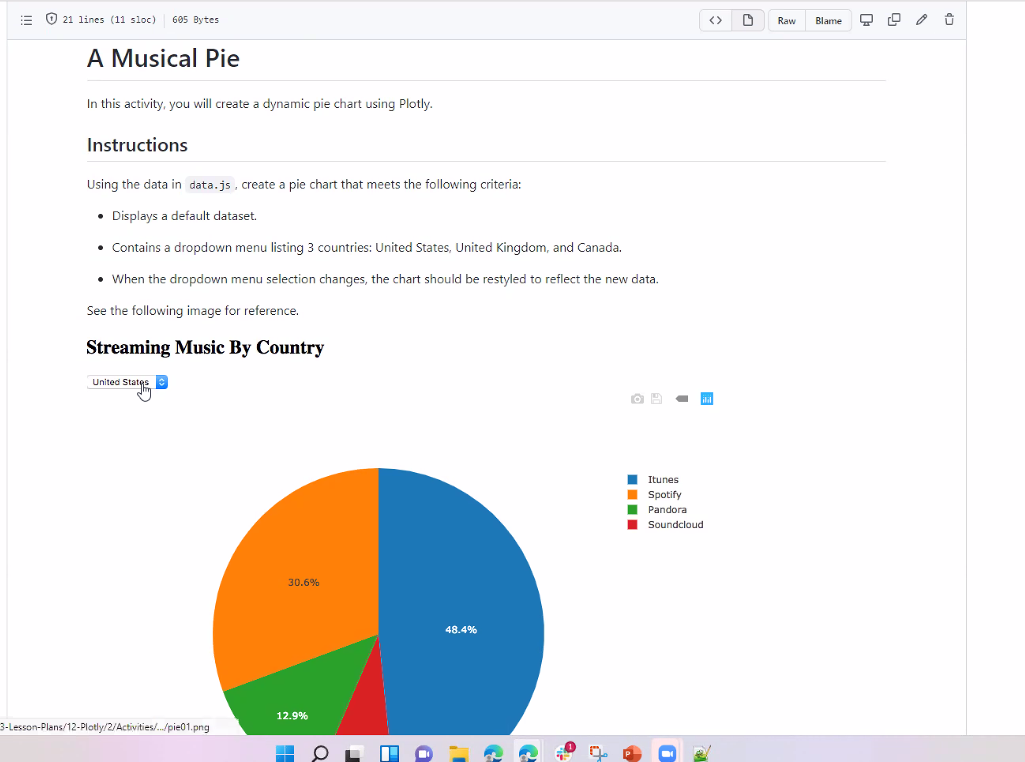 21 lines (11 sloc) 605 Bytes
Raw Blame
A Musical Pie
In this activity, you will create a dynamic pie chart using Plotly.
Instructions
Using the data in data.js, create a pie chart that meets the following criteria:
Displays a default dataset.
Contains a dropdown menu listing 3 countries: United States, United Kingdom, and Canada.
When the dropdown menu selection changes, the chart should be restyled to reflect the new data.
See the following image for reference.
Streaming Music By Country
United States
Itunes
Spotify
Pandora
Soundcloud
30.6%
48.4%
12.9%
3-Lesson-Plans/12-Plotly/2/Activities/.../pie01.png
1